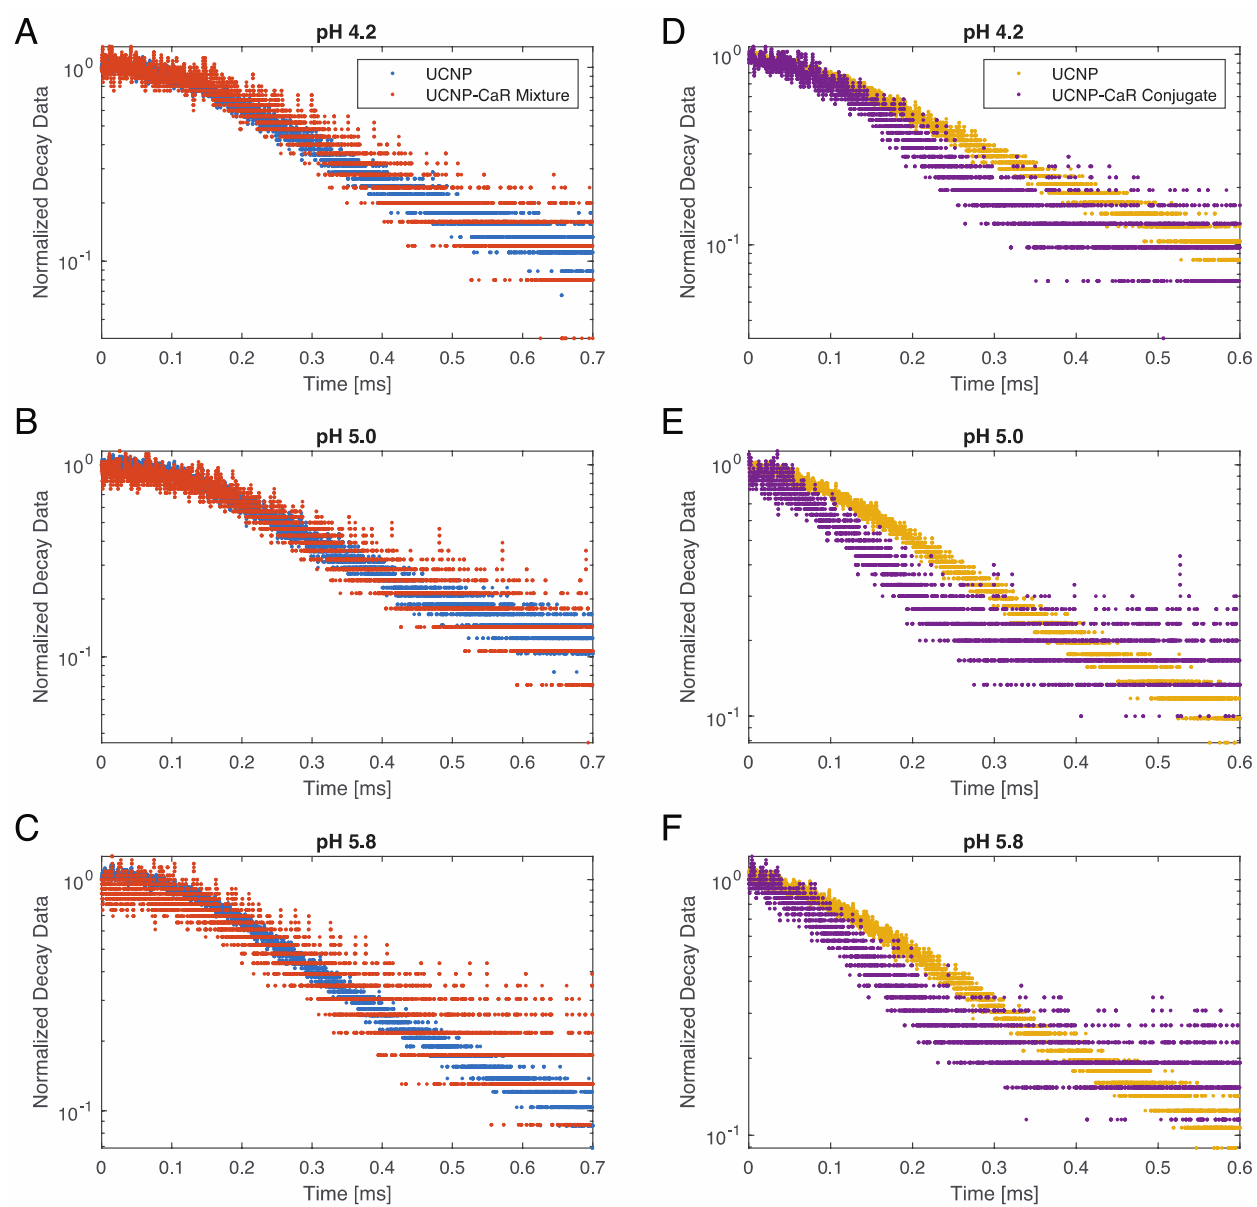 A
pH 4.2
UCNP
UCNP-CaR Mixture
10^0
10^-1
Normalized Decay Data
0 0.1 0.2 0.3 0.4 0.5 0.6 0.7
Time [ms]
B
pH 5.0
10^0
10^-1
Normalized Decay Data
0 0.1 0.2 0.3 0.4 0.5 0.6 0.7
Time [ms]
C
pH 5.8
10^0
10^-1
Normalized Decay Data
0 0.1 0.2 0.3 0.4 0.5 0.6 0.7
Time [ms]
D
pH 4.2
UCNP
UCNP-CaR Conjugate
10^0
10^-1
Normalized Decay Data
0 0.1 0.2 0.3 0.4 0.5 0.6
Time [ms]
E
pH 5.0
10^0
10^-1
Normalized Decay Data
0 0.1 0.2 0.3 0.4 0.5 0.6
Time [ms]
F
pH 5.8
10^0
10^-1
Normalized Decay Data
0 0.1 0.2 0.3 0.4 0.5 0.6
Time [ms]